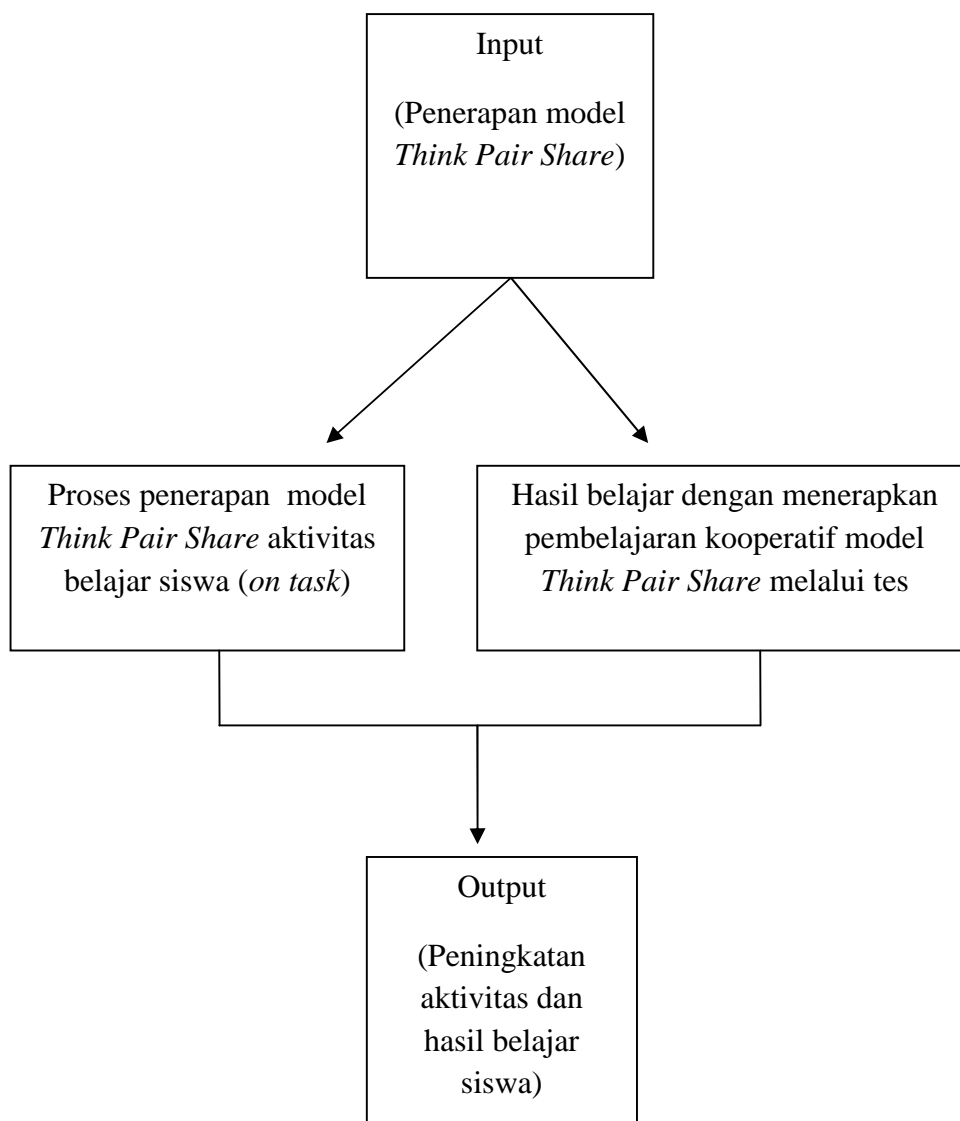 Input
(Penerapan model
Think Pair Share)
Proses penerapan model
Think Pair Share aktivitas
belajar siswa (on task)
Hasil belajar dengan menerapkan
pembelajaran kooperatif model
Think Pair Share melalui tes
Output
(Peningkatan
aktivitas dan
hasil belajar
siswa)